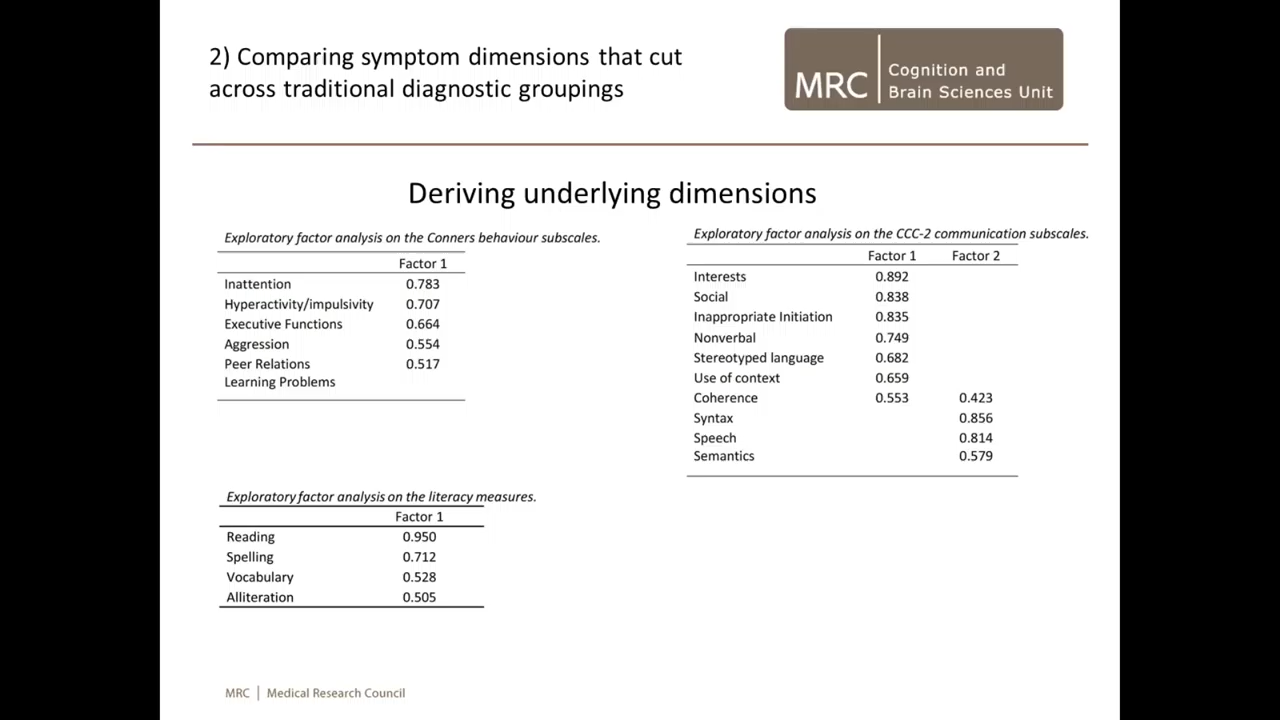 2) Comparing symptom dimensions that cut
across traditional diagnostic groupings
MRC
Cognition and
Brain Sciences Unit
Deriving underlying dimensions
Exploratory factor analysis on the Conners behaviour subscales.
Factor 1
Inattention 0.783
Hyperactivity/impulsivity 0.707
Executive Functions 0.664
Aggression 0.554
Peer Relations 0.517
Learning Problems
Exploratory factor analysis on the CCC-2 communication subscales.
Factor 1 Factor 2
Interests 0.892
Social 0.838
Inappropriate Initiation 0.835
Nonverbal 0.749
Stereotyped language 0.682
Use of context 0.659
Coherence 0.553 0.423
Syntax 0.856
Speech 0.814
Semantics 0.579
Exploratory factor analysis on the literacy measures.
Factor 1
Reading 0.950
Spelling 0.712
Vocabulary 0.528
Alliteration 0.505
MRC | Medical Research Council